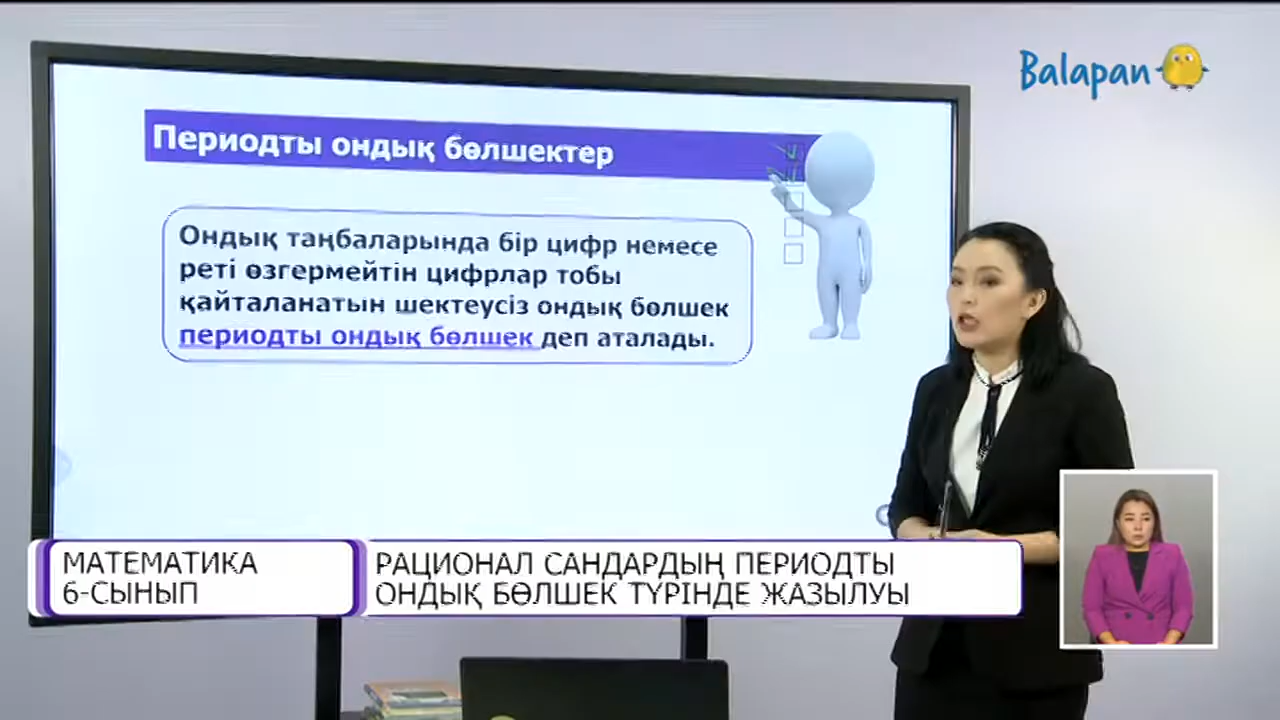 Balapan
Периодты ондық бөлшектер
Ондық таңбаларында бір цифр немесе
реті өзгермейтін цифрлар тобы
қайталанатын шектеусіз ондық бөлшек
периодты ондық бөлшек деп аталады.
МАТЕМАТИКА
6-СЫНЫП
РАЦИОНАЛ САНДАРДЫҢ ПЕРИОДТЫ
ОНДЫҚ БӨЛШЕК ТҮРІНДЕ ЖАЗЫЛУЫ